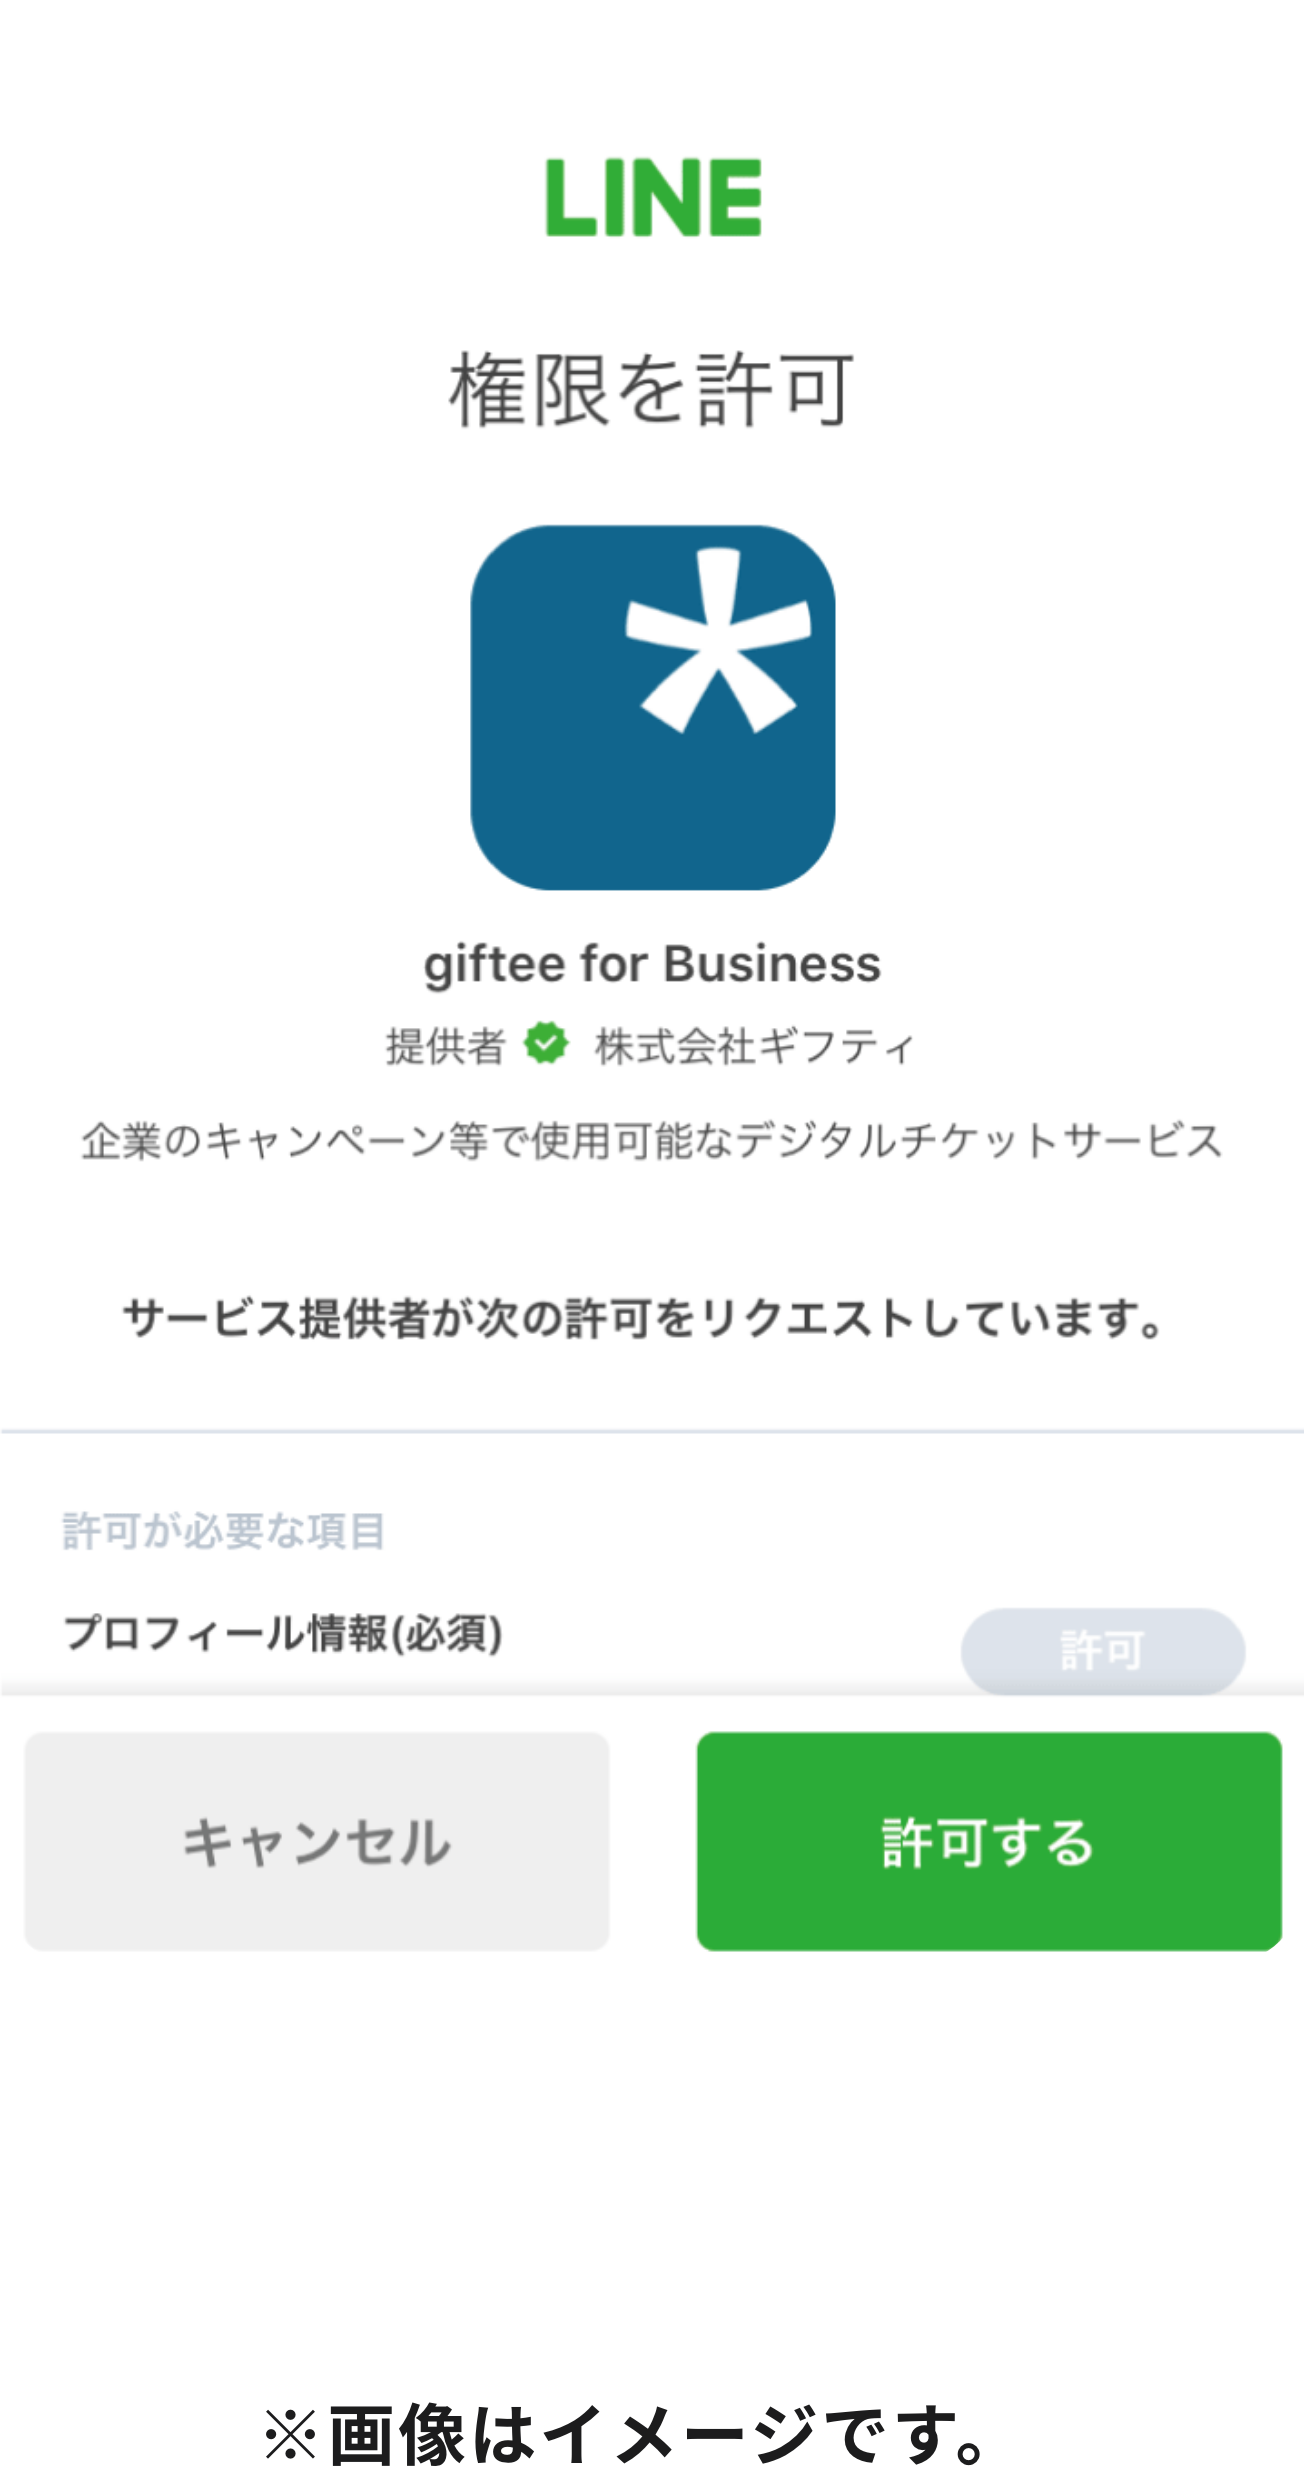 LINE
権限を許可
giftee for Business
提供者 株式会社ギフティ
企業のキャンペーン等で使用可能なデジタルチケットサービス
サービス提供者が次の許可をリクエストしています。
許可が必要な項目
プロフィール情報(必須)
許可
キャンセル
許可する
※画像はイメージです。